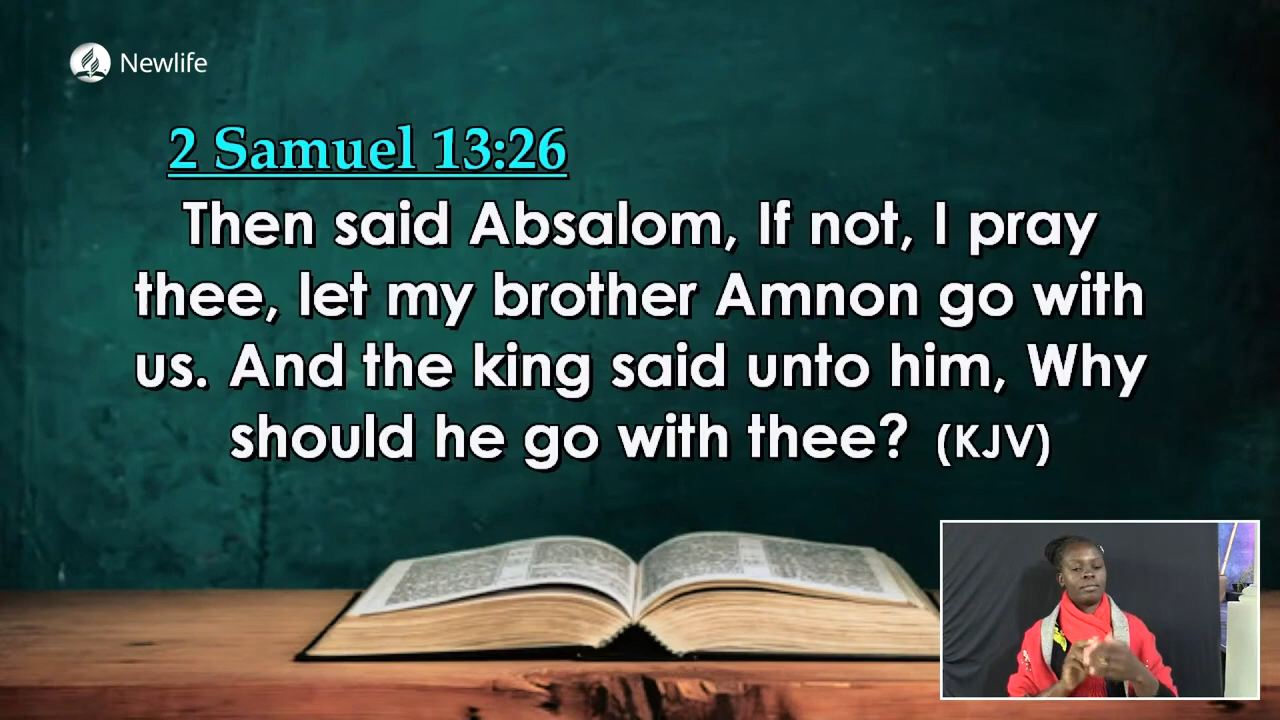 Newlife
2 Samuel 13:26
Then said Absalom, If not, I pray
thee, let my brother Amnon go with
us. And the king said unto him, Why
should he go with thee? (KJV)